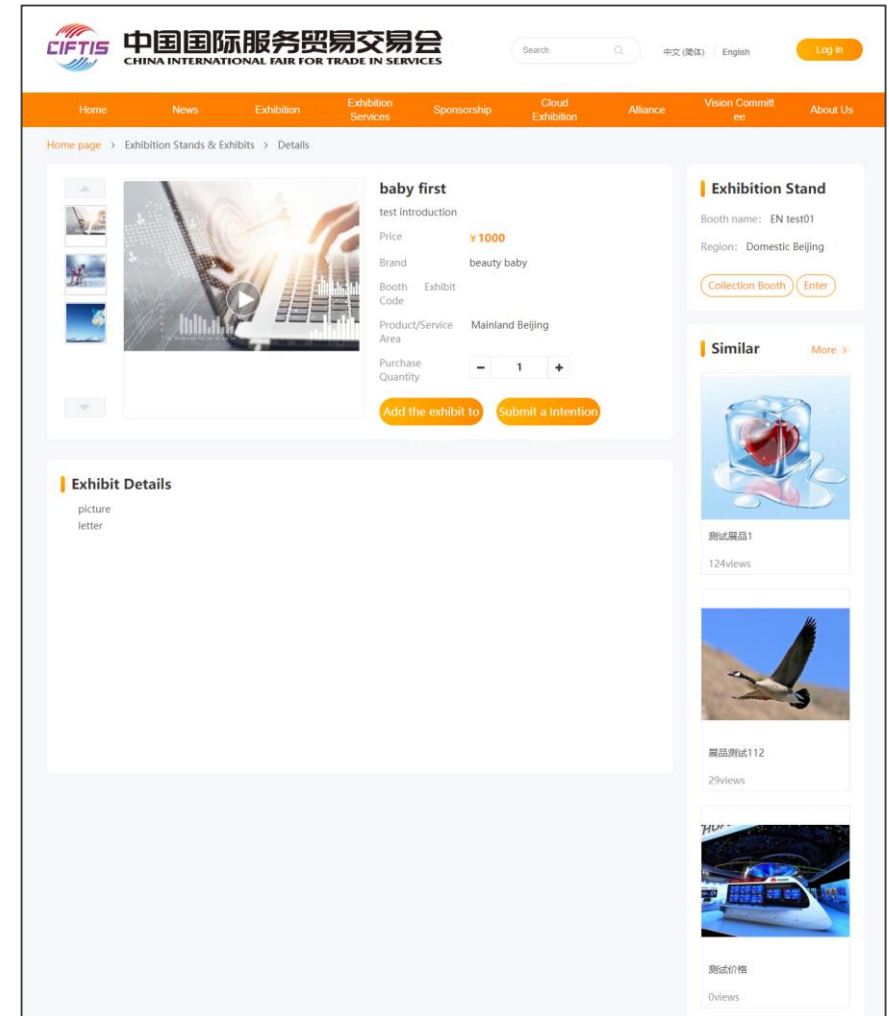 CIFTIS
中国国际服务贸易交易会
CHINA INTERNATIONAL FAIR FOR TRADE IN SERVICES
Search
中文 (简体) English
Log in
Home
News
Exhibition
Exhibition
Services
Sponsorship
Cloud
Exhibition
Alliance
Vision Committ
ee
About Us
Home page > Exhibition Stands & Exhibits > Details
baby first
test introduction
Price ¥ 1000
Brand beauty baby
Booth Exhibit
Code
Product/Service
Area
Mainland Beijing
Purchase
Quantity
− 1 +
Add the exhibit to
Submit a Intention
Exhibit Details
picture
letter
Exhibition Stand
Booth name: EN test01
Region: Domestic Beijing
Collection Booth
Enter
Similar
More >
测试展品1
124views
展品测试112
29views
测试价格
0views